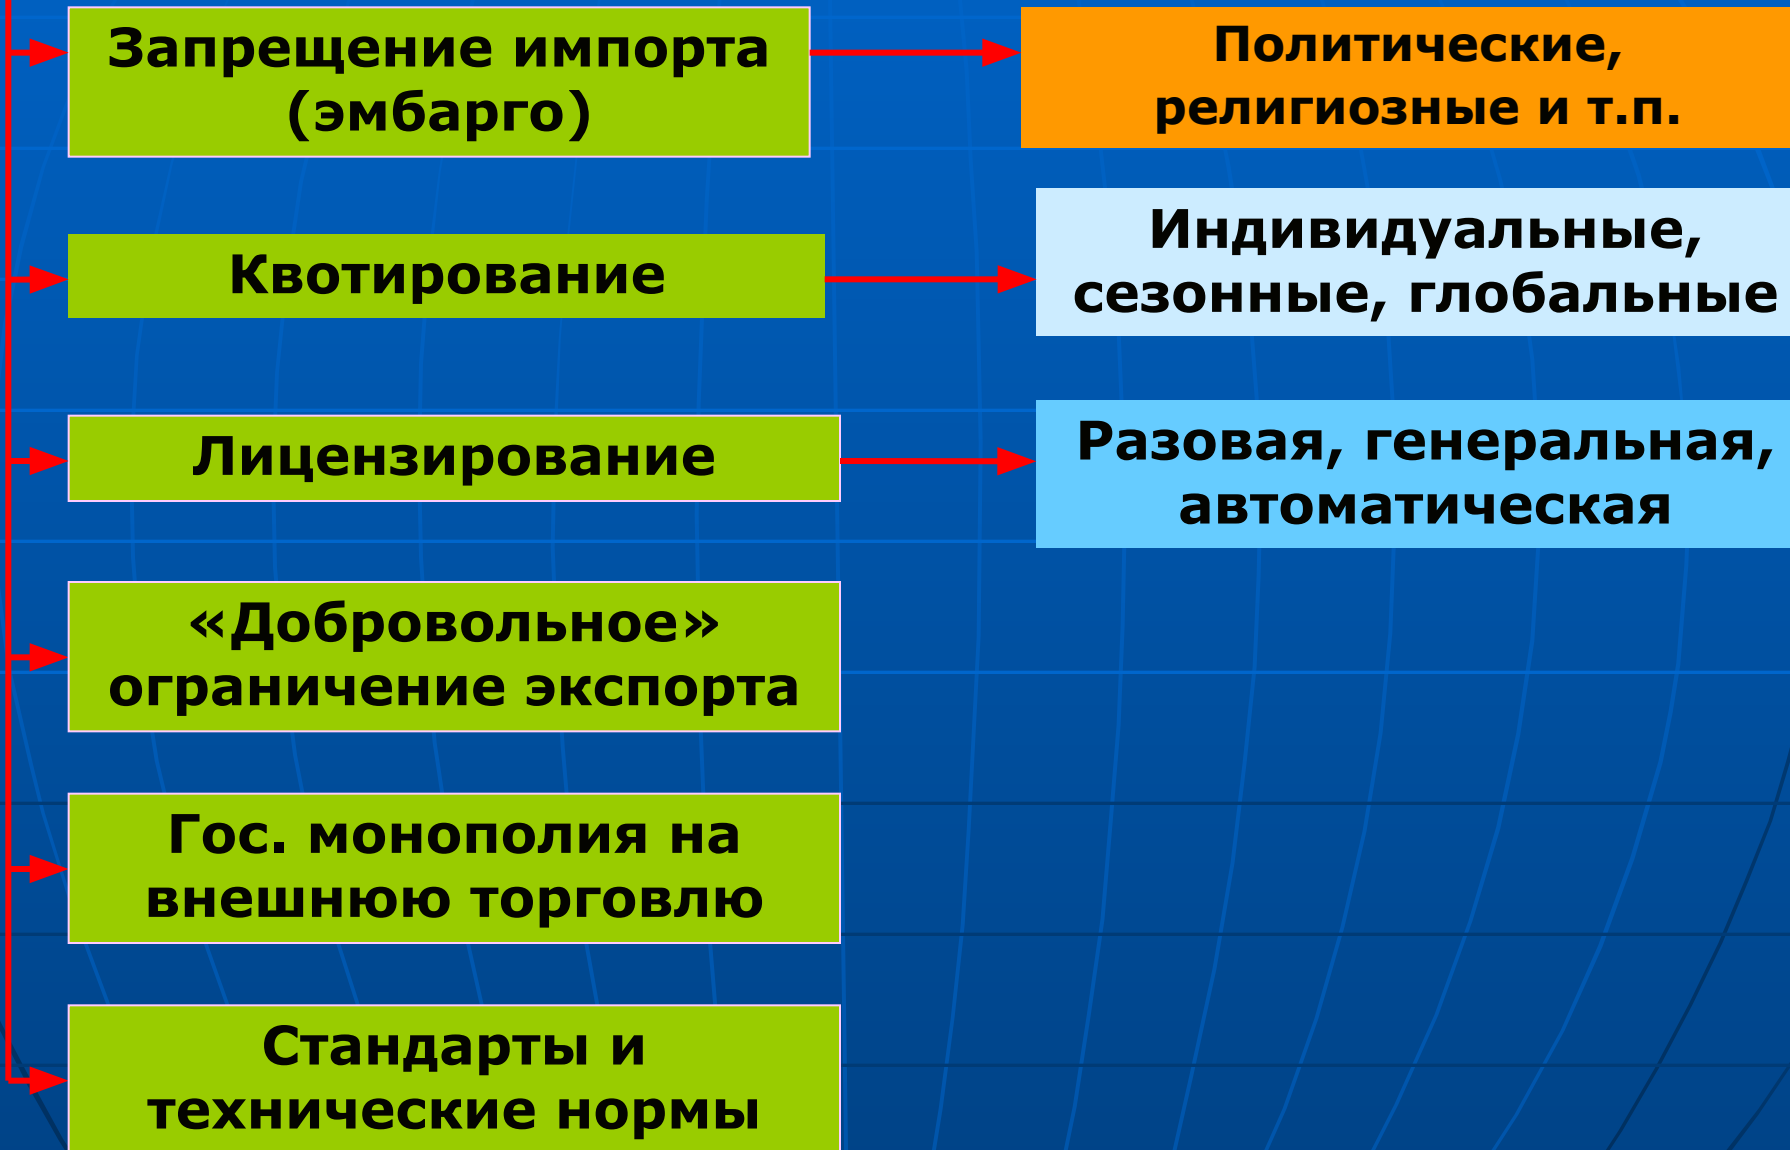 Запрещение импорта
(эмбарго)
Политические,
религиозные и т.п.
Квотирование
Индивидуальные,
сезонные, глобальные
Лицензирование
Разовая, генеральная,
автоматическая
«Добровольное»
ограничение экспорта
Гос. монополия на
внешнюю торговлю
Стандарты и
технические нормы